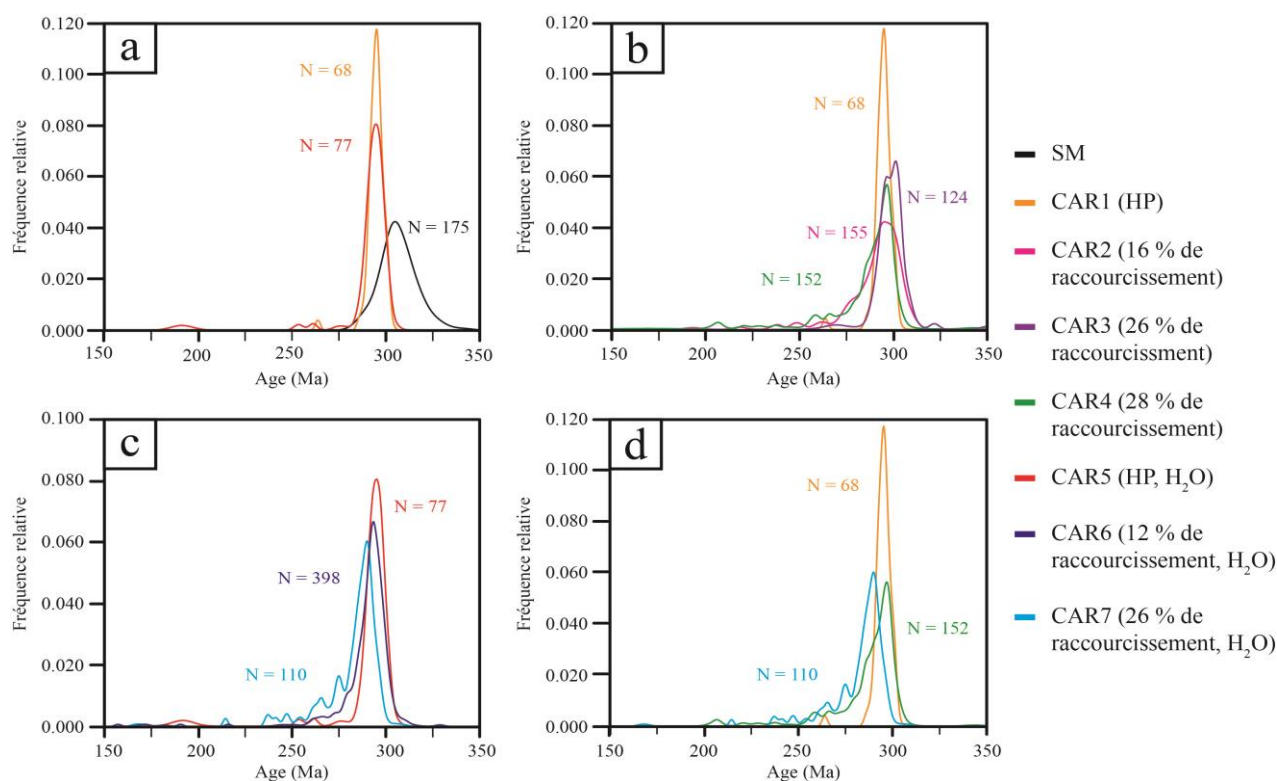 a
0.120
0.100
0.080
0.060
0.040
0.020
0.000
Fréquence relative
N = 68
N = 77
N = 175
150
200
250
300
350
Age (Ma)
b
0.120
0.100
0.080
0.060
0.040
0.020
0.000
Fréquence relative
N = 68
N = 124
N = 155
N = 152
150
200
250
300
350
Age (Ma)
c
0.100
0.080
0.060
0.040
0.020
0.000
Fréquence relative
N = 77
N = 398
N = 110
150
200
250
300
350
Age (Ma)
d
0.120
0.100
0.080
0.060
0.040
0.020
0.000
Fréquence relative
N = 68
N = 152
N = 110
150
200
250
300
350
Age (Ma)
SM
CAR1 (HP)
CAR2 (16 % de
raccourcissement)
CAR3 (26 % de
raccourcissment)
CAR4 (28 % de
raccourcissement)
CAR5 (HP, H₂O)
CAR6 (12 % de
raccourcissement, H₂O)
CAR7 (26 % de
raccourcissement, H₂O)